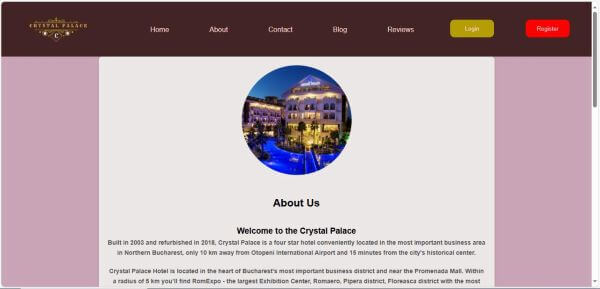 CRYSTAL PALACE
Home
About
Contact
Blog
Reviews
Login
Register
About Us
Welcome to the Crystal Palace
Built in 2003 and refurbished in 2018, Crystal Palace is a four star hotel conveniently located in the most important business area
in Northern Bucharest, only 10 km away from Otopeni International Airport and 15 minutes from the city's historical center.
Crystal Palace Hotel is located in the heart of Bucharest's most important business district and near the Promenada Mall. Within
a radius of 5 km you'll find RomExpo - the largest Exhibition Center, Romaero, Pipera district, Floreasca district with the most